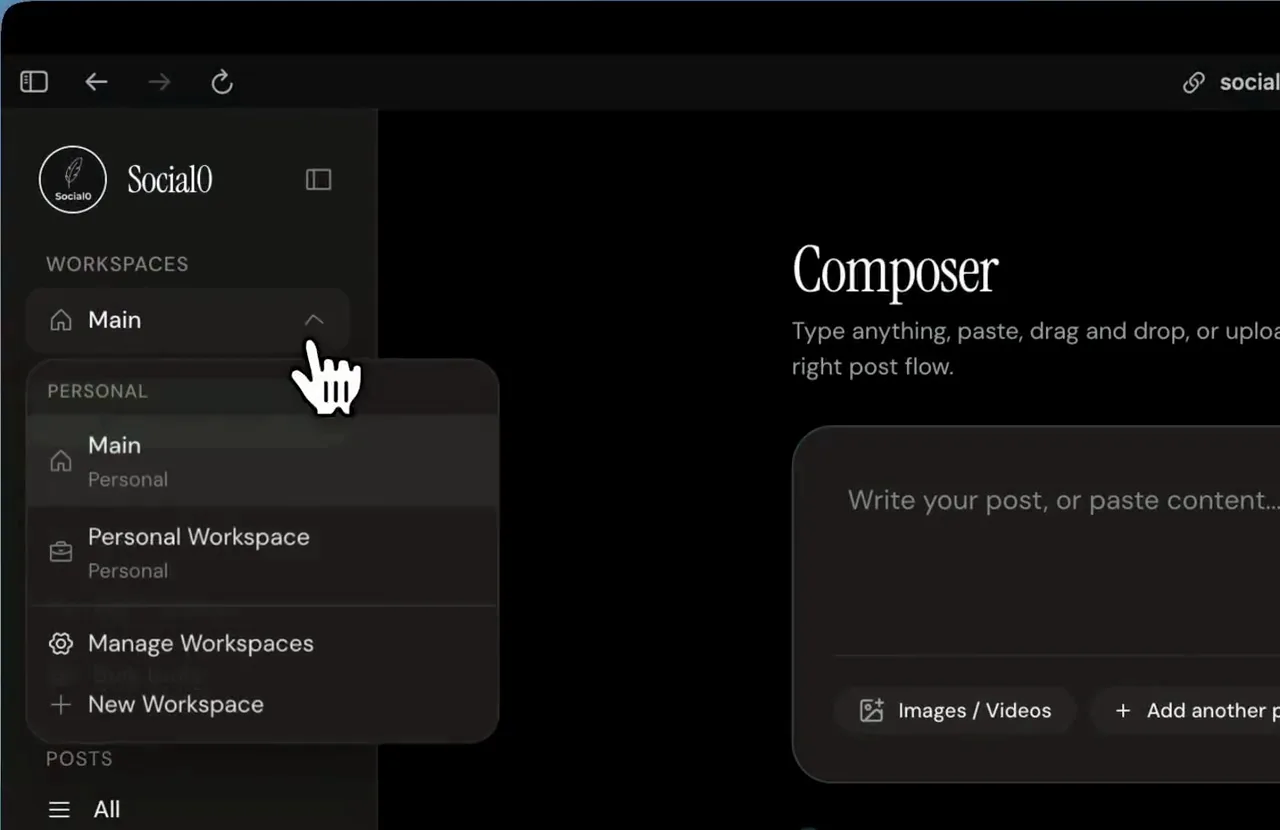 social
Social0
Social0
WORKSPACES
Main
PERSONAL
Main
Personal
Personal Workspace
Personal
Manage Workspaces
New Workspace
POSTS
All
Composer
Type anything, paste, drag and drop, or uploa
right post flow.
Write your post, or paste content...
Images / Videos
+ Add another p